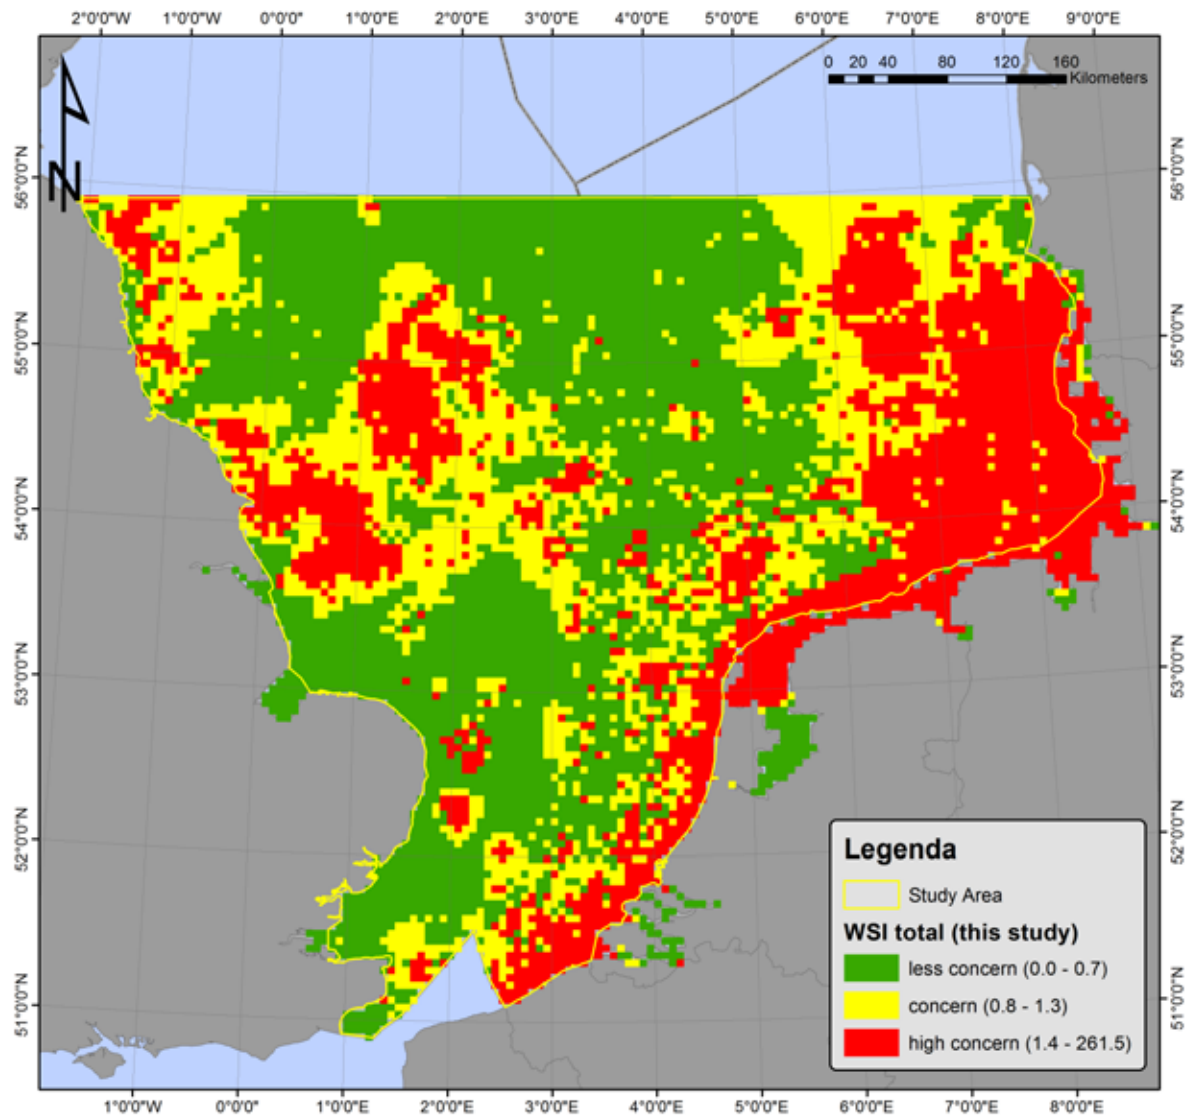 2°0'0"W 1°0'0"W 0°0'0" 1°0'0"E 2°0'0"E 3°0'0"E 4°0'0"E 5°0'0"E 6°0'0"E 7°0'0"E 8°0'0"E 9°0'0"E
0 20 40 80 120 160
Kilometers
N
56°0'0"N 56°0'0"N
55°0'0"N 55°0'0"N
54°0'0"N 54°0'0"N
53°0'0"N 53°0'0"N
52°0'0"N 52°0'0"N
51°0'0"N 51°0'0"N
Legenda
Study Area
WSI total (this study)
less concern (0.0 - 0.7)
concern (0.8 - 1.3)
high concern (1.4 - 261.5)
1°0'0"W 0°0'0" 1°0'0"E 2°0'0"E 3°0'0"E 4°0'0"E 5°0'0"E 6°0'0"E 7°0'0"E 8°0'0"E